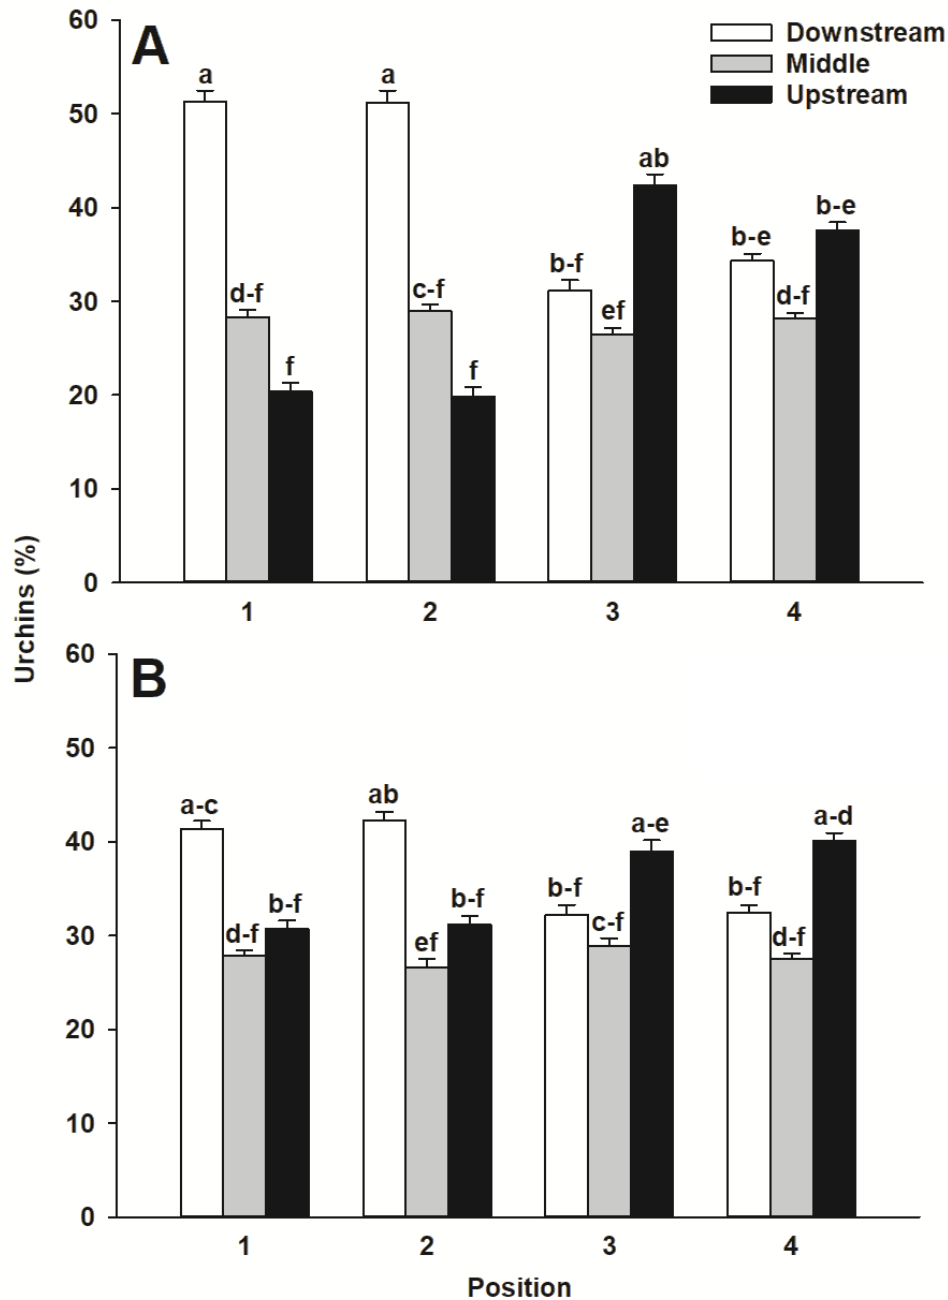 A
Downstream
Middle
Upstream
60
50
40
30
20
10
0
a
d-f
f
a
c-f
f
b-f
ef
ab
b-e
d-f
b-e
1 2 3 4
Urchins (%)
B
60
50
40
30
20
10
0
a-c
d-f
b-f
ab
ef
b-f
b-f
c-f
a-e
b-f
d-f
a-d
1 2 3 4
Position